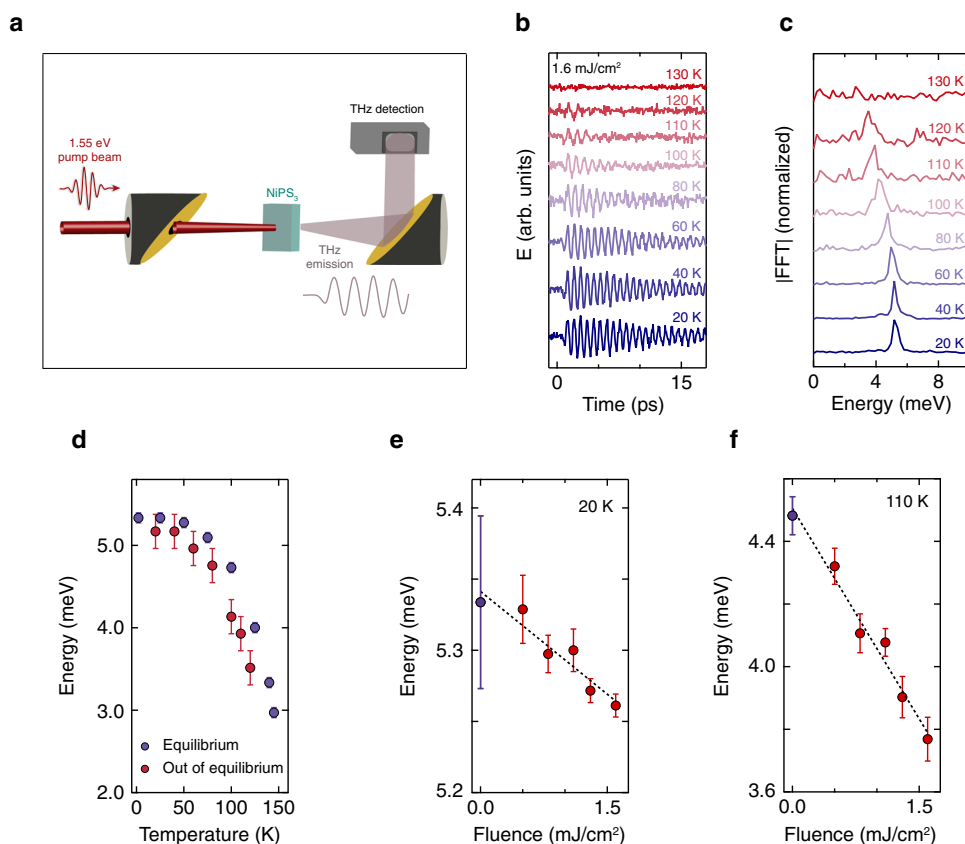 a
1.55 eV
pump beam
NiPS₃
THz detection
THz
emission
b
1.6 mJ/cm²
130 K
120 K
110 K
100 K
80 K
60 K
40 K
20 K
E (arb. units)
0
15
Time (ps)
c
130 K
120 K
110 K
100 K
80 K
60 K
40 K
20 K
|FFT| (normalized)
0
4
8
Energy (meV)
d
5.0
4.0
3.0
2.0
Energy (meV)
Equilibrium
Out of equilibrium
0
50
100
150
Temperature (K)
e
20 K
5.4
5.3
5.2
Energy (meV)
0.0
1.5
Fluence (mJ/cm²)
f
110 K
4.4
4.0
3.6
Energy (meV)
0.0
1.5
Fluence (mJ/cm²)